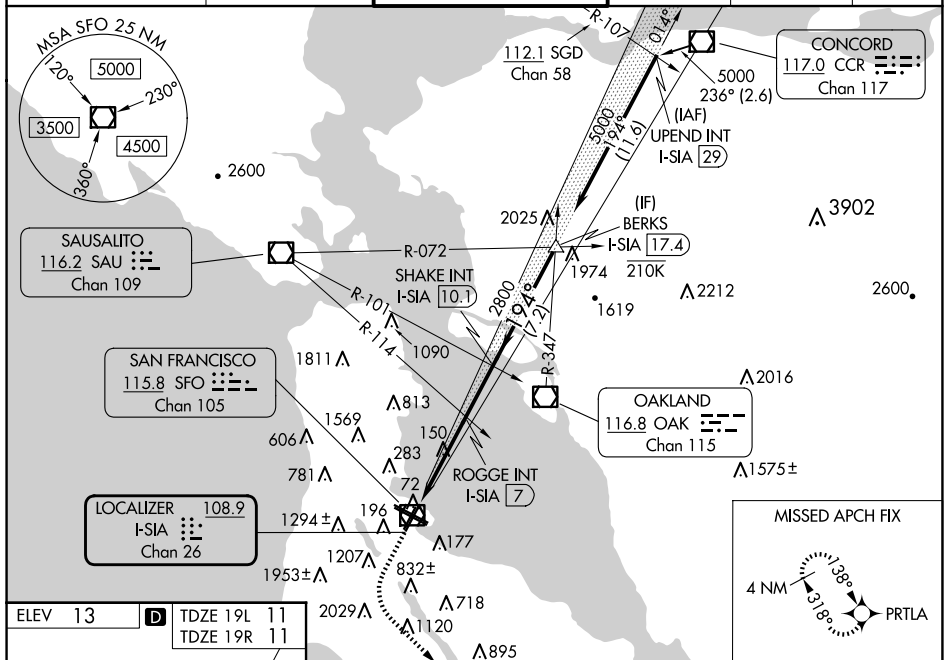 MSA SFO 25 NM
120°
5000
230°
3500
4500
360°
R-107
112.1 SGD
Chan 58
014°
CONCORD
117.0 CCR
Chan 117
5000
236° (2.6)
(IAF)
UPEND INT
I-SIA 29
5000
194°
(11.6)
2600
2025
(IF)
BERKS
I-SIA 17.4
210K
3902
SAUSALITO
116.2 SAU
Chan 109
R-072
1974
SHAKE INT
I-SIA 10.1
2800
194°
(7.2)
1619
2212
2600
R-101
R-114
1090
R-347
SAN FRANCISCO
115.8 SFO
Chan 105
1811
813
2016
OAKLAND
116.8 OAK
Chan 115
1569
606
150
283
781
ROGGE INT
I-SIA 7
1575±
72
LOCALIZER 108.9
I-SIA
Chan 26
1294±
196
177
1207
1953±
832±
2029
718
1120
895
MISSED APCH FIX
4 NM
138°
318°
PRTLA
ELEV 13
D
TDZE 19L 11
TDZE 19R 11